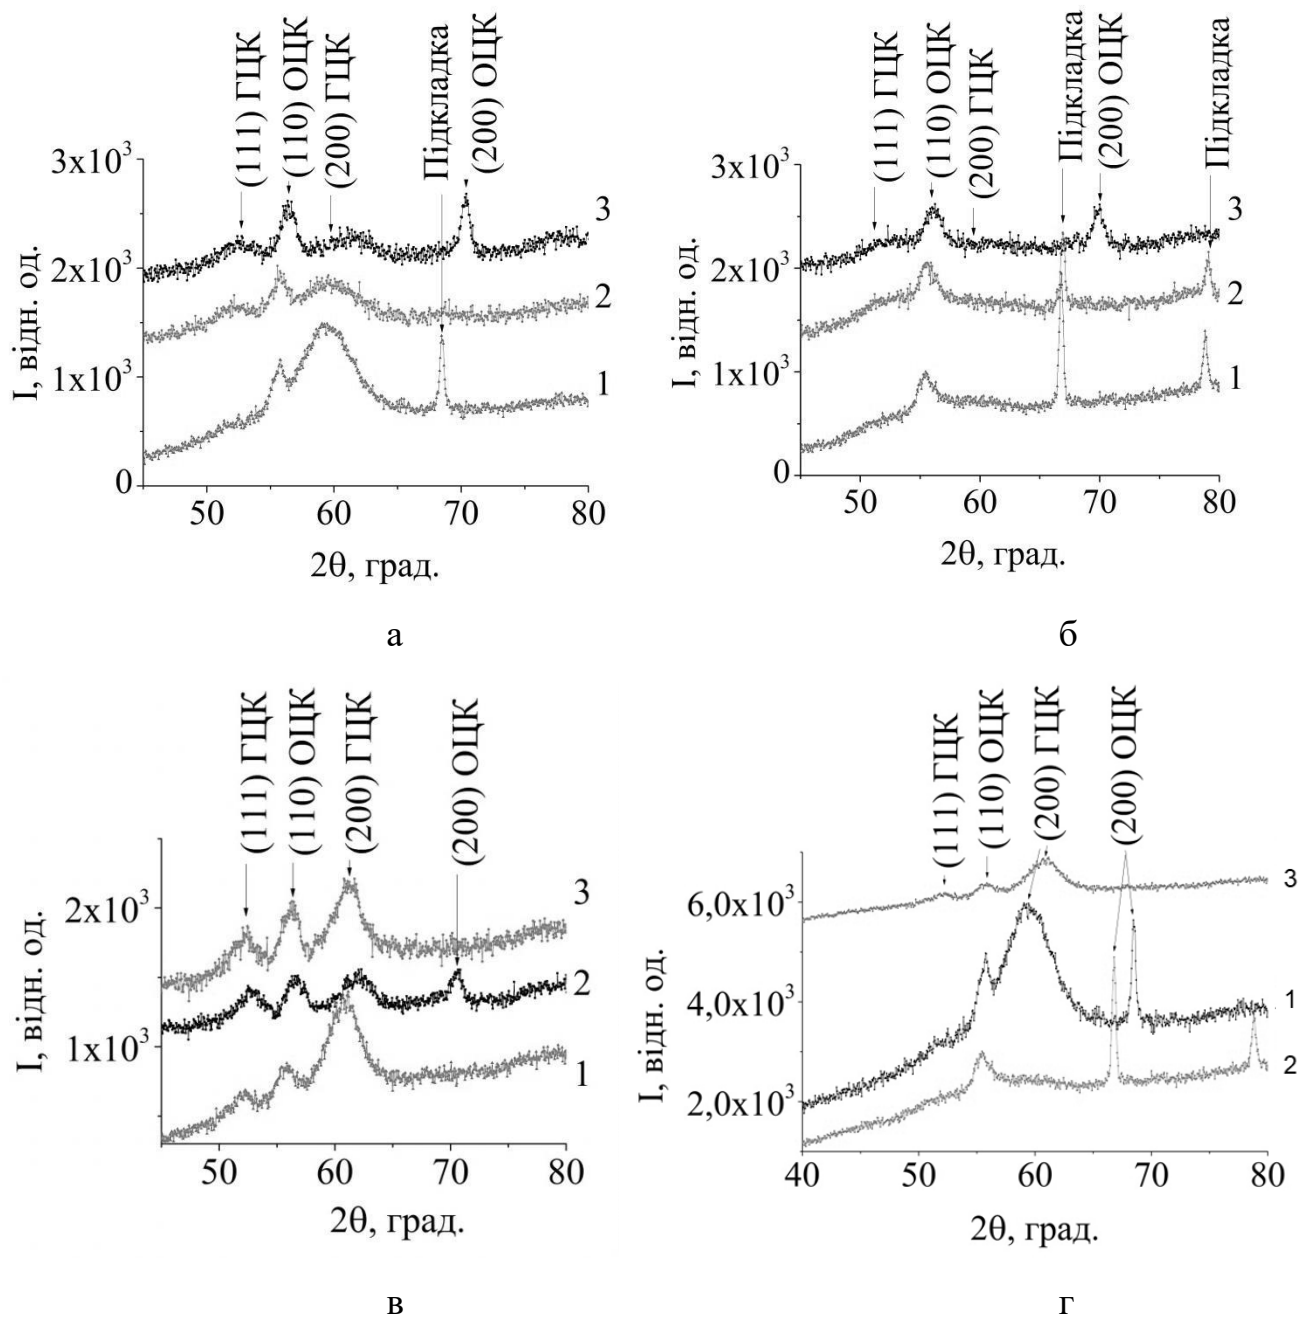 (111) ГЦК
(110) ОЦК
(200) ГЦК
Підкладка
(200) ОЦК
3x10³
2x10³
1x10³
0
I, відн. од.
3
2
1
50 60 70 80
2θ, град.
а
(111) ГЦК
(110) ОЦК
(200) ГЦК
Підкладка
(200) ОЦК
Підкладка
3x10³
2x10³
1x10³
0
I, відн. од.
3
2
1
50 60 70 80
2θ, град.
б
(111) ГЦК
(110) ОЦК
(200) ГЦК
(200) ОЦК
2x10³
1x10³
I, відн. од.
3
2
1
50 60 70 80
2θ, град.
в
(111) ГЦК
(110) ОЦК
(200) ГЦК
(200) ОЦК
6,0x10³
4,0x10³
2,0x10³
I, відн. од.
3
1
2
40 50 60 70 80
2θ, град.
г